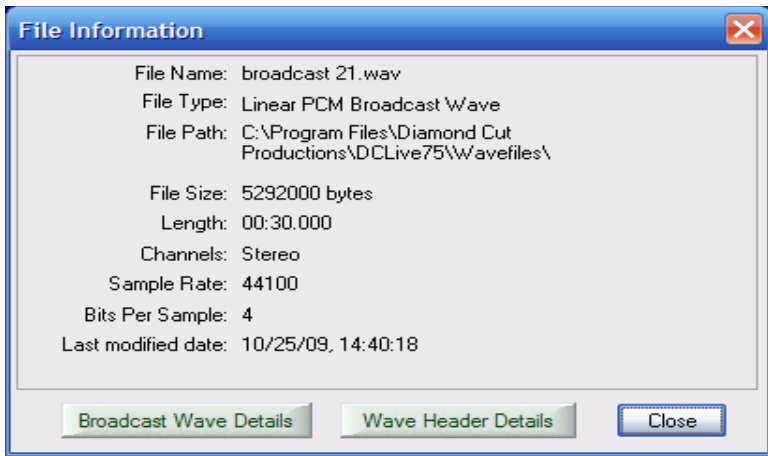 File Information
File Name: broadcast 21.wav
File Type: Linear PCM Broadcast Wave
File Path: C:\Program Files\Diamond Cut
Productions\DCLive75\Wavefiles\
File Size: 5292000 bytes
Length: 00:30.000
Channels: Stereo
Sample Rate: 44100
Bits Per Sample: 4
Last modified date: 10/25/09, 14:40:18
Broadcast Wave Details
Wave Header Details
Close